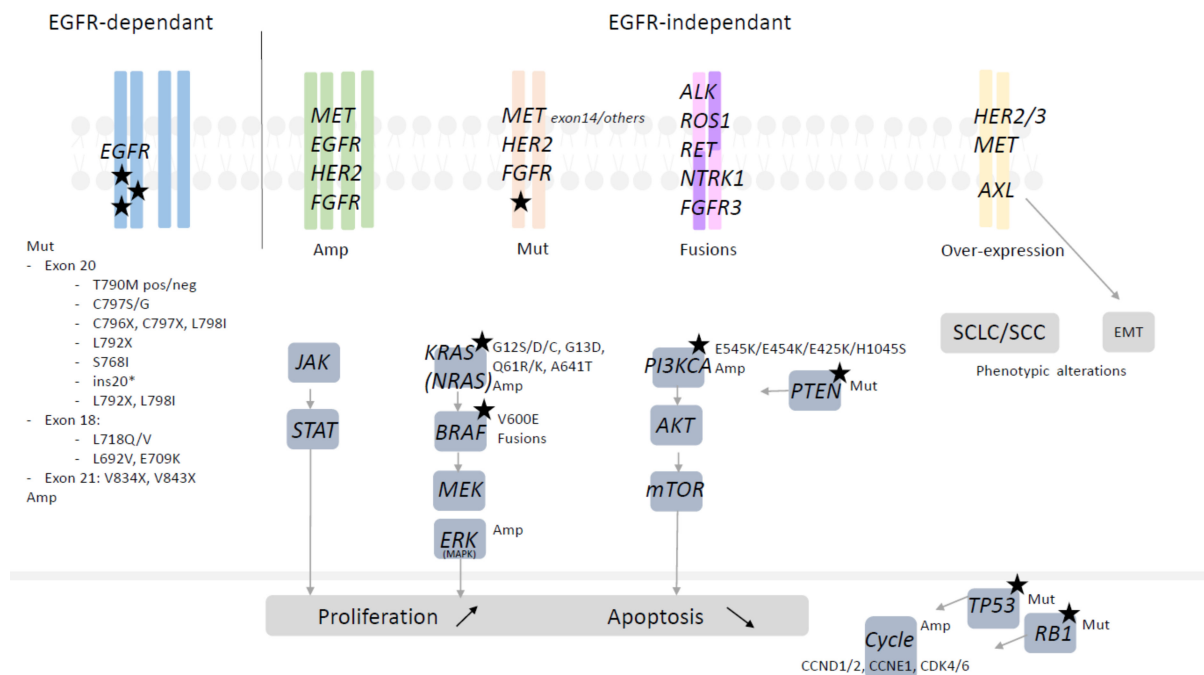 EGFR-dependant
EGFR-independant
EGFR
MET
EGFR
HER2
FGFR
MET exon14/others
HER2
FGFR
ALK
ROS1
RET
NTRK1
FGFR3
HER2/3
MET
AXL
Amp
Mut
Fusions
Over-expression
Mut
- Exon 20
- T790M pos/neg
- C797S/G
- C796X, C797X, L798I
- L792X
- S768I
- ins20*
- L792X, L798I
- Exon 18:
- L718Q/V
- L692V, E709K
- Exon 21: V834X, V843X
Amp
JAK
STAT
KRAS
(NRAS)
G12S/D/C, G13D,
Q61R/K, A641T
Amp
BRAF
V600E
Fusions
MEK
ERK
(MAPK)
Amp
PI3KCA
E545K/E454K/E425K/H1045S
Amp
PTEN
Mut
AKT
mTOR
SCLC/SCC
EMT
Phenotypic alterations
Proliferation
Apoptosis
TP53
Mut
RB1
Mut
Cycle
Amp
CCND1/2, CCNE1, CDK4/6